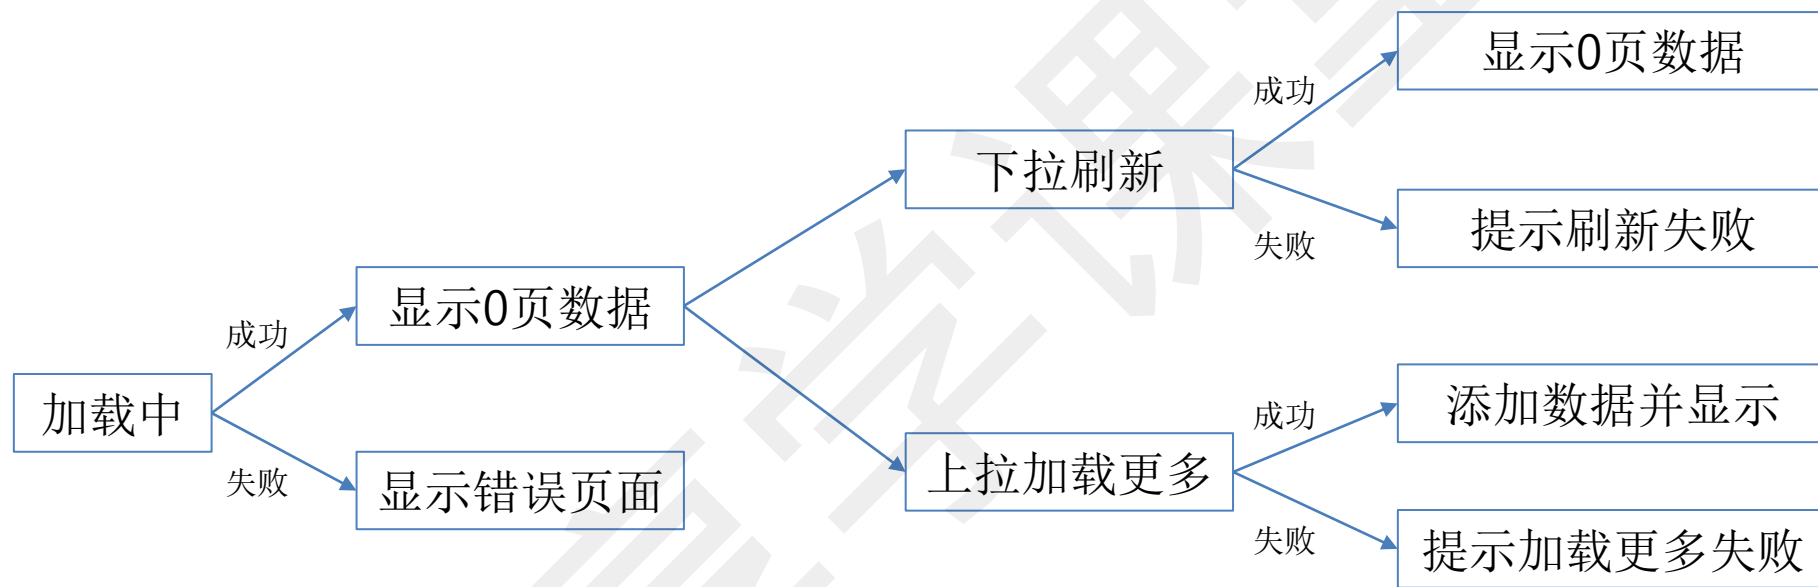 显示0页数据
成功
下拉刷新
失败
提示刷新失败
显示0页数据
成功
加载中
失败
显示错误页面
添加数据并显示
成功
上拉加载更多
失败
提示加载更多失败
学课